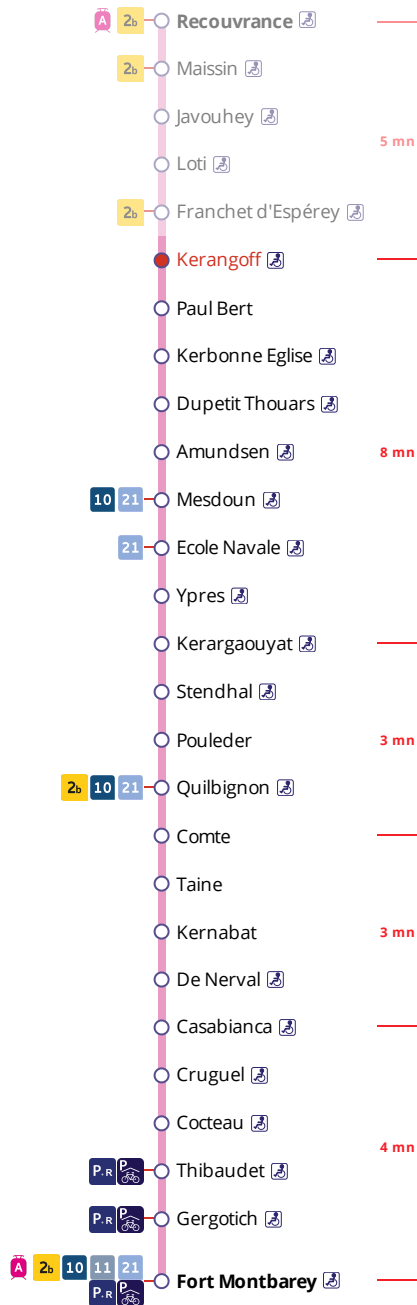 A 2b Recouvrance
2b Maissin
Javouhey
Loti
5 mn
2b Franchet d'Espérey
Kerangoff
Paul Bert
Kerbonne Eglise
Dupetit Thouars
Amundsen
8 mn
10 21 Mesdoun
21 Ecole Navale
Ypres
Kerargaouyat
Stendhal
Pouleder
3 mn
2b 10 21 Quilbignon
Comte
Taine
Kernabat
3 mn
De Nerval
Casabianca
Cruguel
Cocteau
4 mn
P.R P Thibaudet
P.R P Gergotich
A 2b 10 11 21
P.R P Fort Montbarey